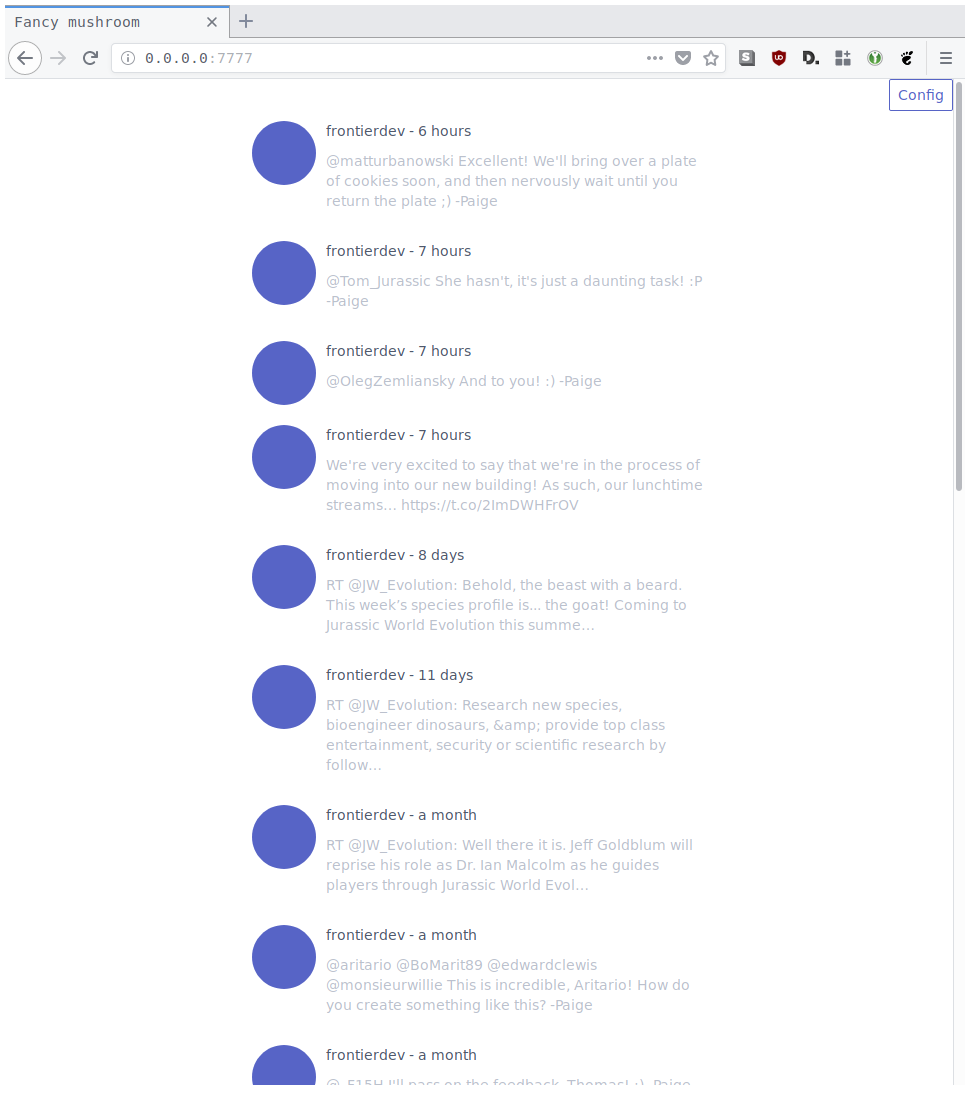 Fancy mushroom
0.0.0.0:7777
Config
frontierdev - 6 hours
@matturbanowski Excellent! We'll bring over a plate
of cookies soon, and then nervously wait until you
return the plate ;) -Paige
frontierdev - 7 hours
@Tom_Jurassic She hasn't, it's just a daunting task! :P
-Paige
frontierdev - 7 hours
@OlegZemliansky And to you! :) -Paige
frontierdev - 7 hours
We're very excited to say that we're in the process of
moving into our new building! As such, our lunchtime
streams… https://t.co/2ImDWHFrOV
frontierdev - 8 days
RT @JW_Evolution: Behold, the beast with a beard.
This week’s species profile is... the goat! Coming to
Jurassic World Evolution this summe…
frontierdev - 11 days
RT @JW_Evolution: Research new species,
bioengineer dinosaurs, &amp; provide top class
entertainment, security or scientific research by
follow…
frontierdev - a month
RT @JW_Evolution: Well there it is. Jeff Goldblum will
reprise his role as Dr. Ian Malcolm as he guides
players through Jurassic World Evol…
frontierdev - a month
@aritario @BoMarit89 @edwardclewis
@monsieurwillie This is incredible, Aritario! How do
you create something like this? -Paige
frontierdev - a month
@_F15H I'll pass on the feedback, Thomas! :) -Paige